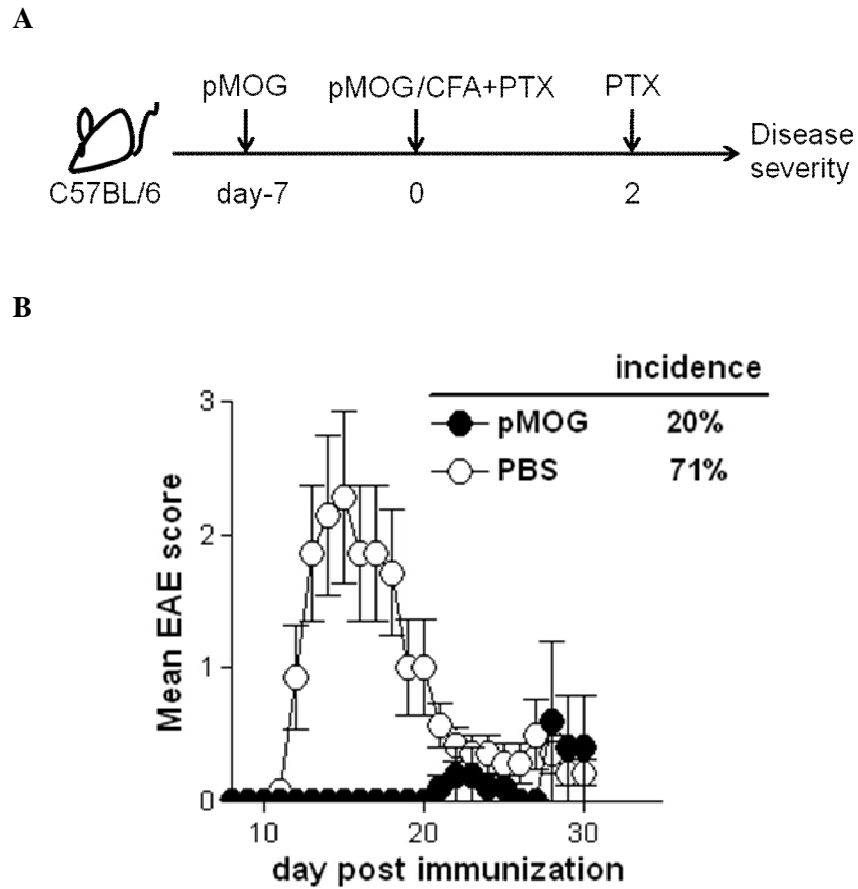 A
pMOG pMOG/CFA+PTX PTX
Disease
severity
C57BL/6 day-7 0 2
B
incidence
pMOG 20%
PBS 71%
3
2
1
0
Mean EAE score
10 20 30
day post immunization